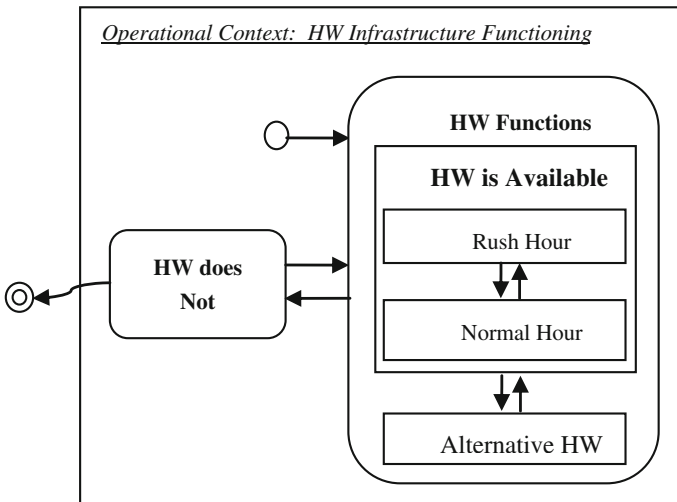 Operational Context: HW Infrastructure Functioning
HW Functions
HW is Available
Rush Hour
HW does
Not
Normal Hour
Alternative HW